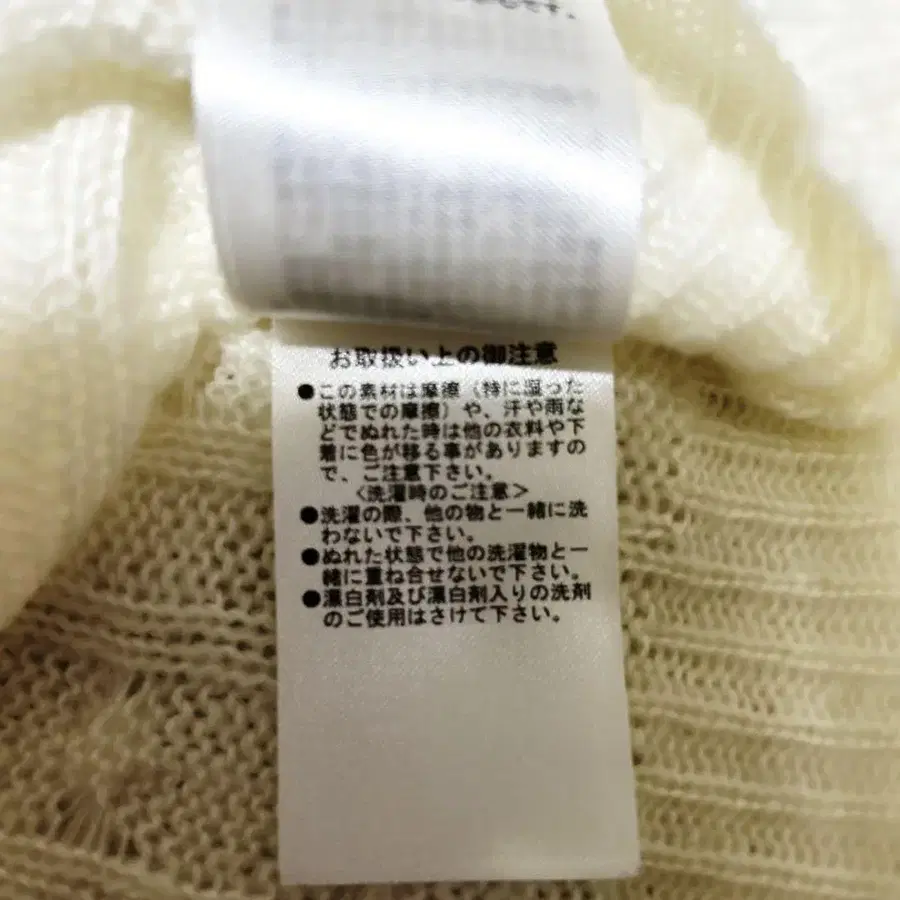 お取扱い上の御注意
●この素材は摩擦（特に湿った
状態での摩擦）や、汗や雨な
どでぬれた時は他の衣料や下
着に色が移る事がありますの
で、ご注意下さい。
＜洗濯時のご注意＞
●洗濯の際、他の物と一緒に洗
わないで下さい。
●ぬれた状態で他の洗濯物と一
緒に重ね合せないで下さい。
●漂白剤及び漂白剤入りの洗剤
のご使用はさけて下さい。